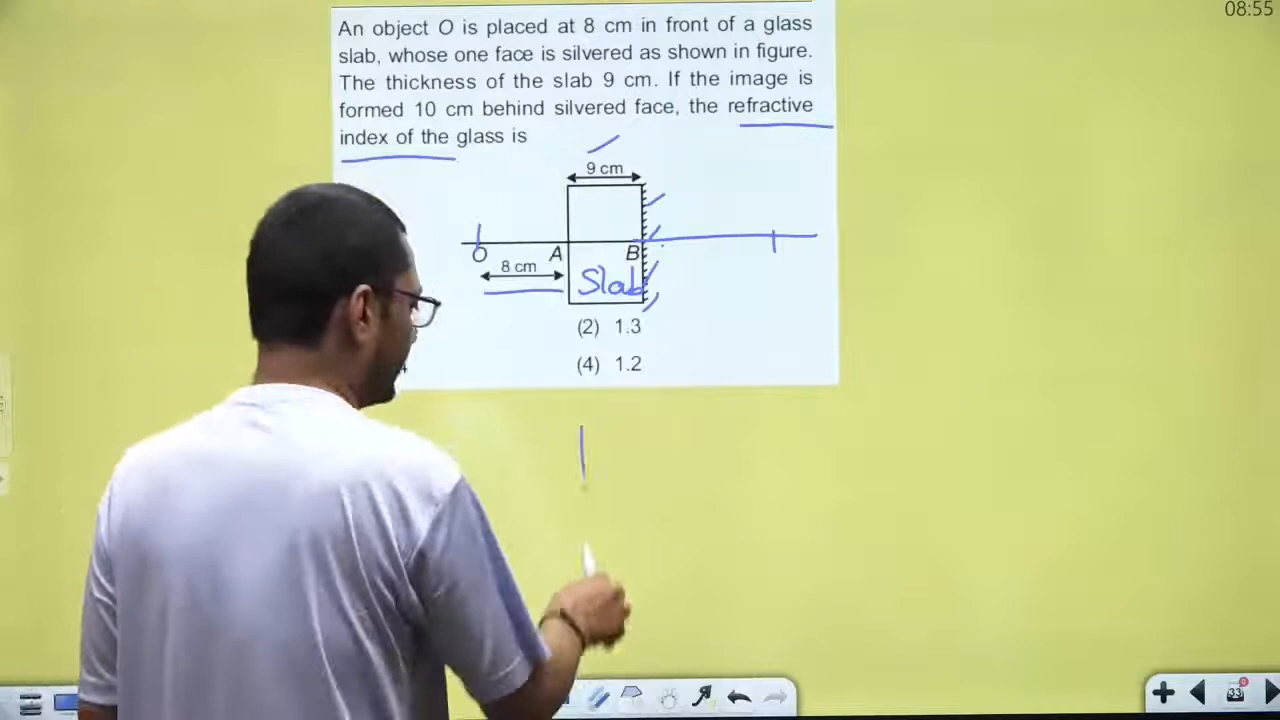 08:55
An object O is placed at 8 cm in front of a glass
slab, whose one face is silvered as shown in figure.
The thickness of the slab 9 cm. If the image is
formed 10 cm behind silvered face, the refractive
index of the glass is
9 cm
O
A
B
8 cm
Slab
(2) 1.3
(4) 1.2
33